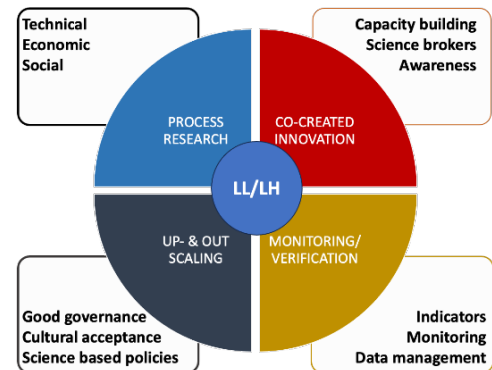 Technical
Economic
Social
Capacity building
Science brokers
Awareness
PROCESS
RESEARCH
CO-CREATED
INNOVATION
LL/LH
UP- & OUT
SCALING
MONITORING/
VERIFICATION
Good governance
Cultural acceptance
Science based policies
Indicators
Monitoring
Data management